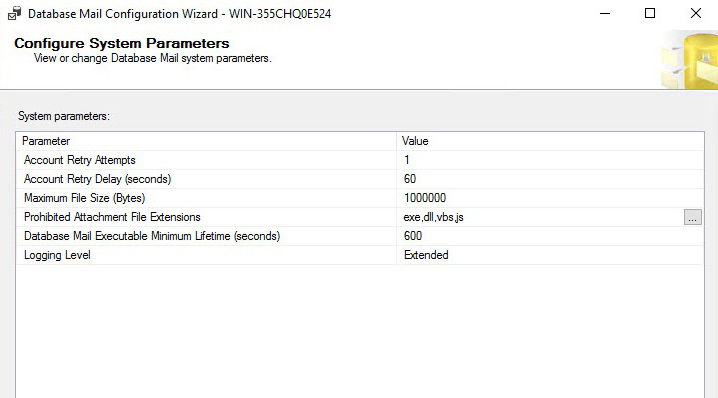 Database Mail Configuration Wizard - WIN-355CHQ0E524
Configure System Parameters
View or change Database Mail system parameters.
System parameters:
Parameter Value
Account Retry Attempts 1
Account Retry Delay (seconds) 60
Maximum File Size (Bytes) 1000000
Prohibited Attachment File Extensions exe,dll,vbs,js ...
Database Mail Executable Minimum Lifetime (seconds) 600
Logging Level Extended